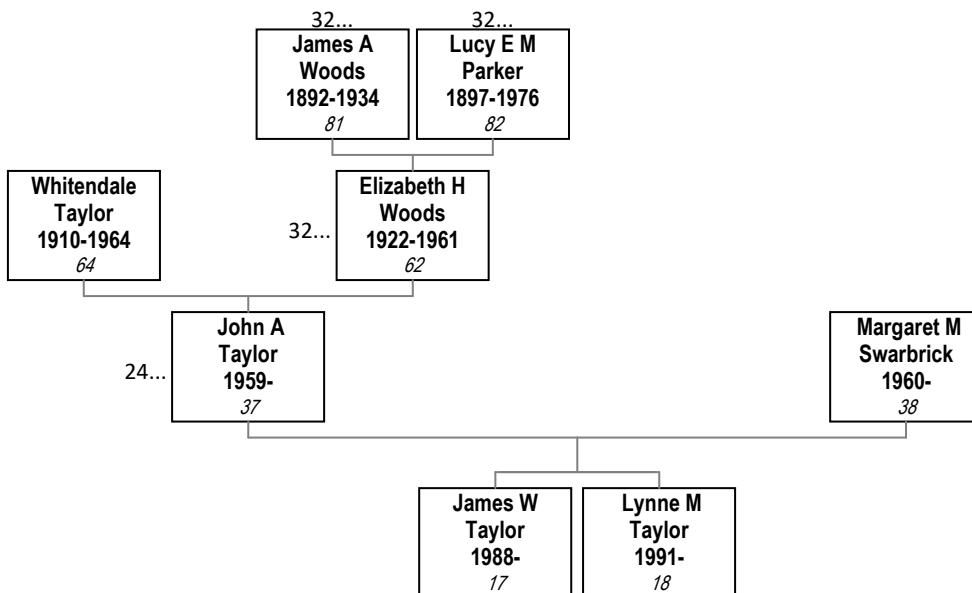 32...
32...
James A
Woods
1892-1934
81
Lucy E M
Parker
1897-1976
82
Whitendale
Taylor
1910-1964
64
32...
Elizabeth H
Woods
1922-1961
62
24...
John A
Taylor
1959-
37
Margaret M
Swarbrick
1960-
38
James W
Taylor
1988-
17
Lynne M
Taylor
1991-
18